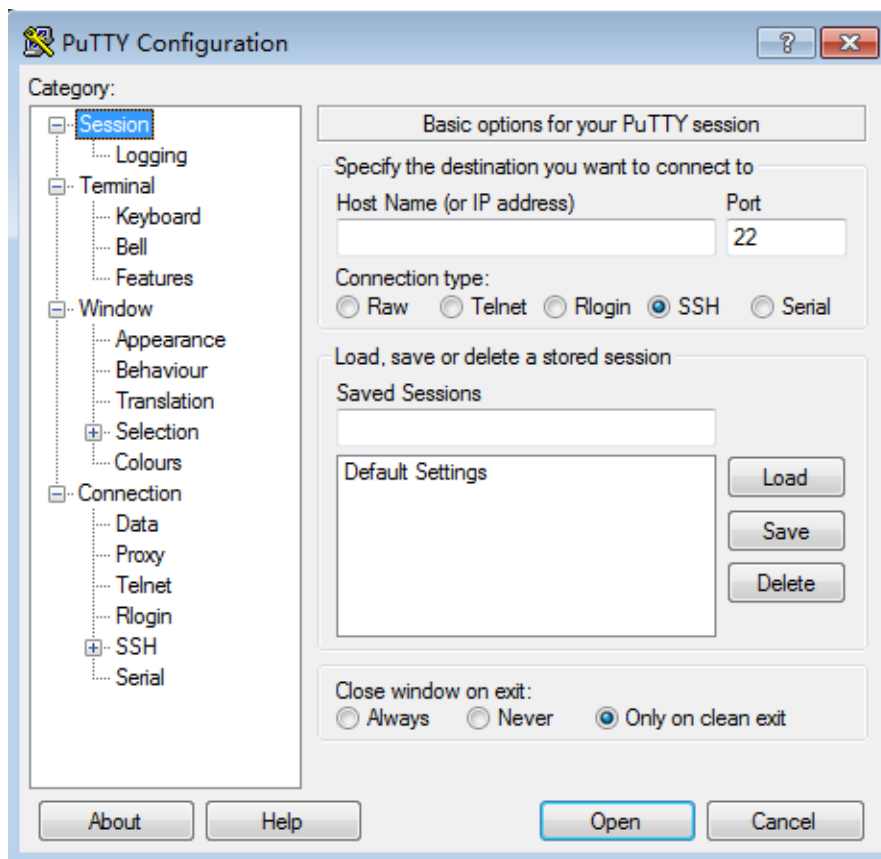 PuTTY Configuration
Category:
Session
Logging
Terminal
Keyboard
Bell
Features
Window
Appearance
Behaviour
Translation
Selection
Colours
Connection
Data
Proxy
Telnet
Rlogin
SSH
Serial
Basic options for your PuTTY session
Specify the destination you want to connect to
Host Name (or IP address) Port
22
Connection type:
Raw Telnet Rlogin SSH Serial
Load, save or delete a stored session
Saved Sessions
Default Settings
Load
Save
Delete
Close window on exit:
Always Never Only on clean exit
About Help Open Cancel